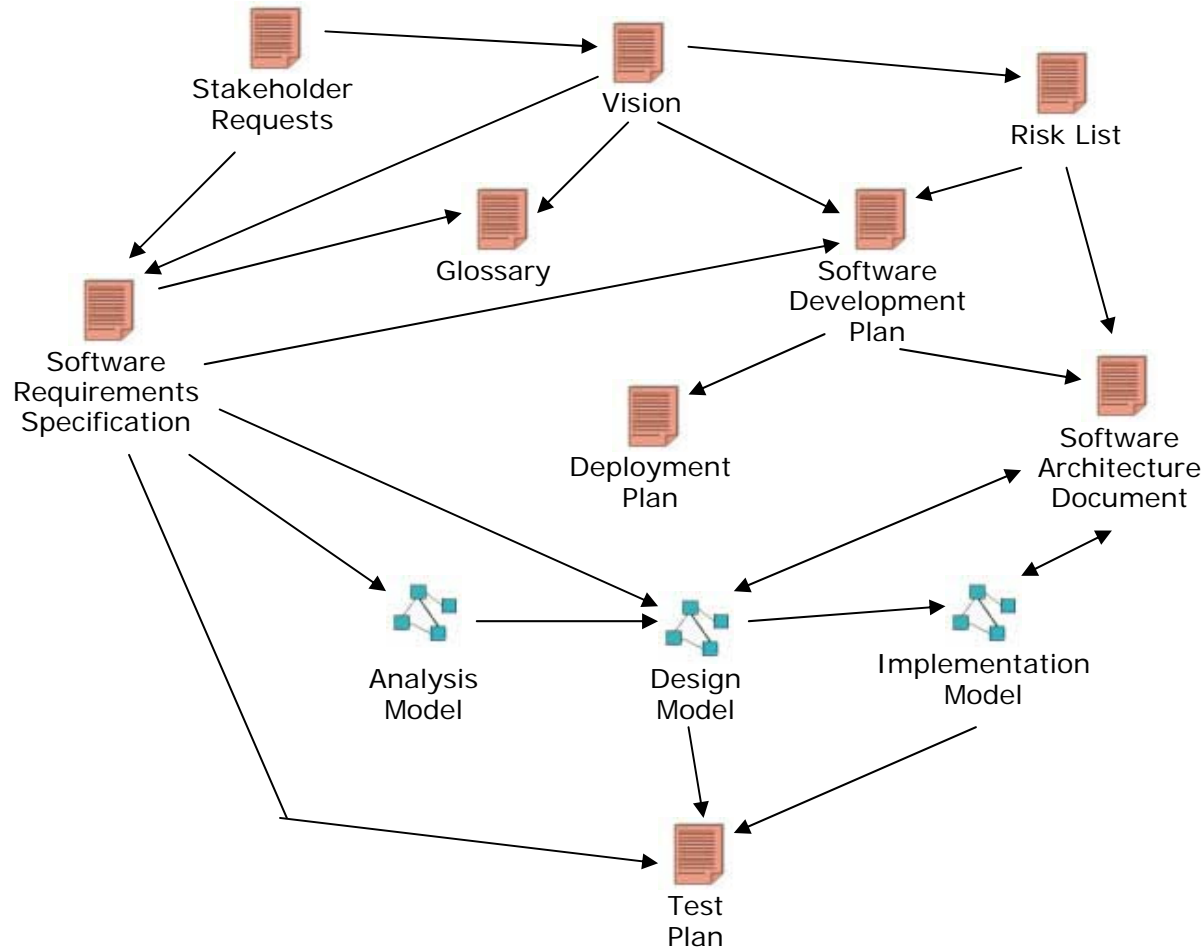 Stakeholder
Requests
Vision
Risk List
Glossary
Software
Development
Plan
Software
Requirements
Specification
Deployment
Plan
Software
Architecture
Document
Analysis
Model
Design
Model
Implementation
Model
Test
Plan